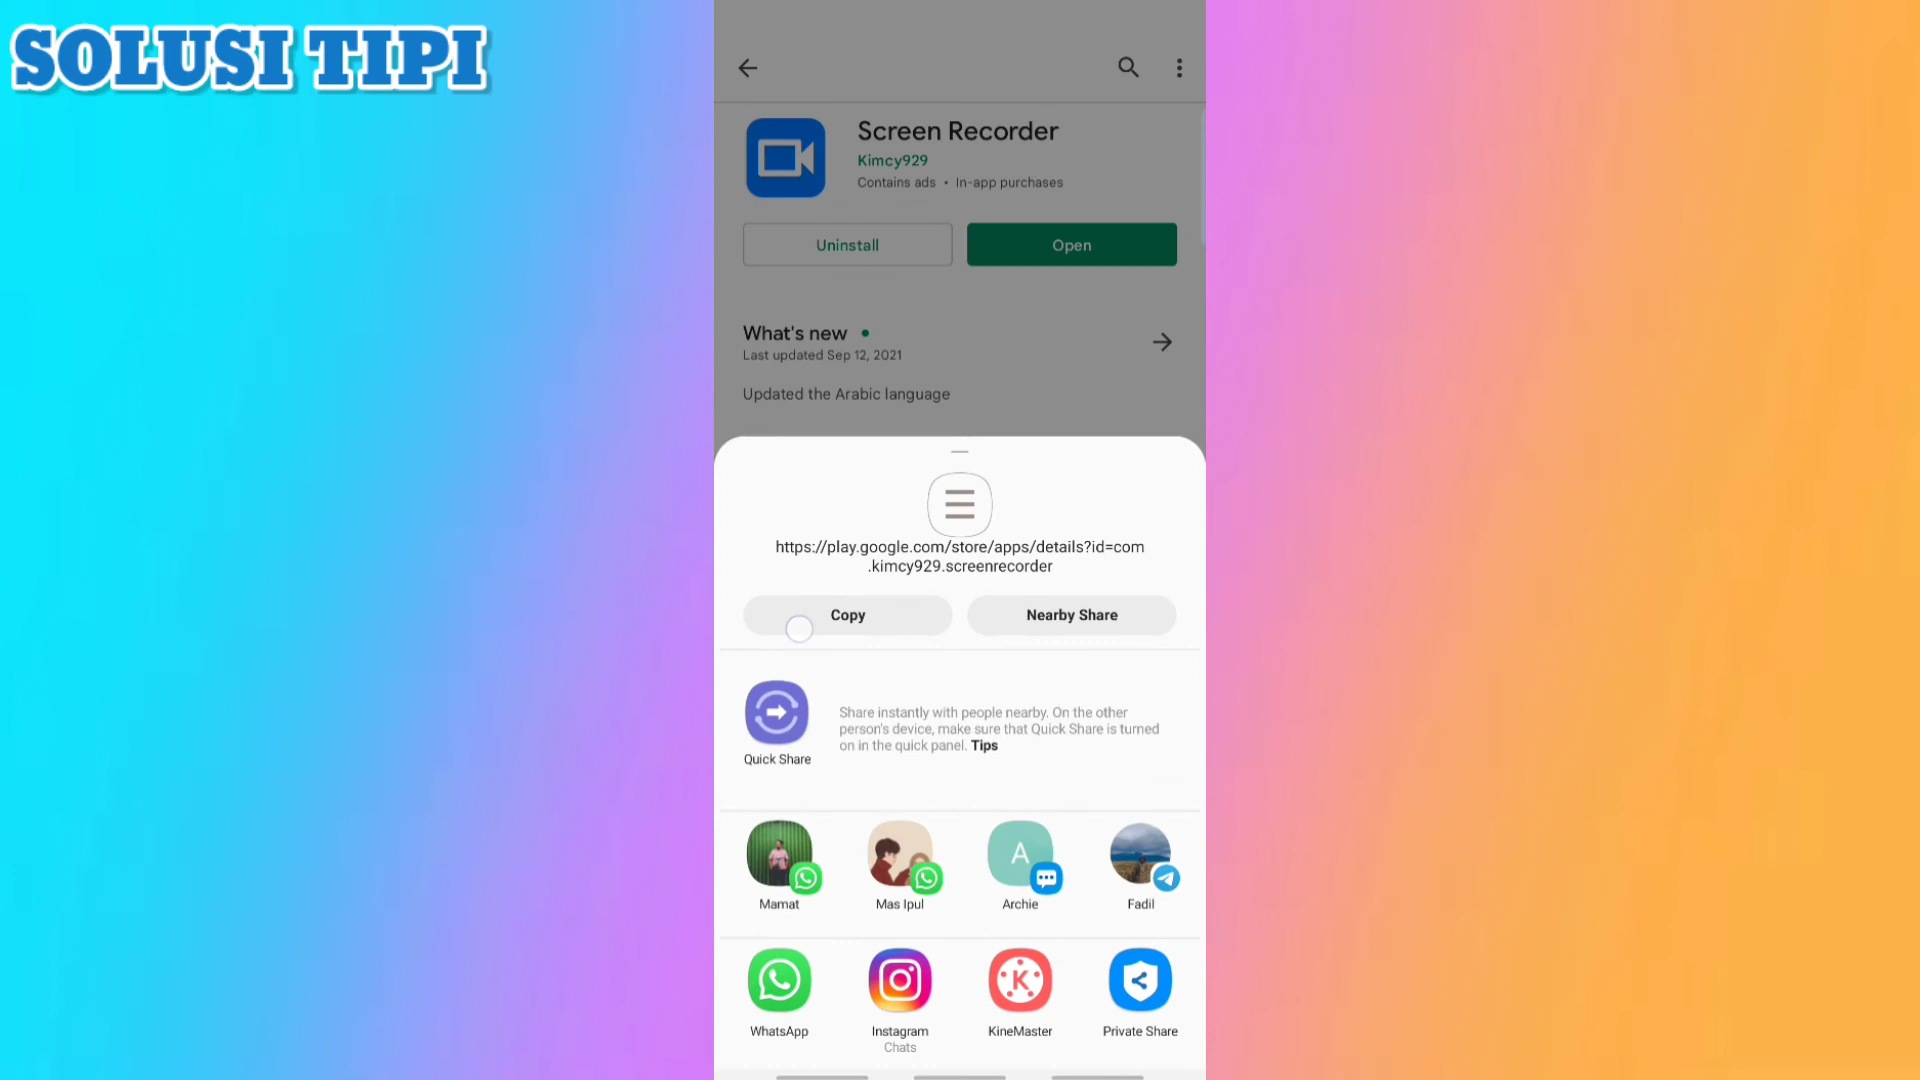 SOLUSI TIPI
Screen Recorder
Kimcy929
Contains ads • In-app purchases
Uninstall
Open
What's new •
Last updated Sep 12, 2021
Updated the Arabic language
https://play.google.com/store/apps/details?id=com
.kimcy929.screenrecorder
Copy
Nearby Share
Share instantly with people nearby. On the other
person's device, make sure that Quick Share is turned
on in the quick panel. Tips
Quick Share
A
Mamat
Mas Ipul
Archie
Fadil
K
WhatsApp
Instagram
KineMaster
Private Share
Chats